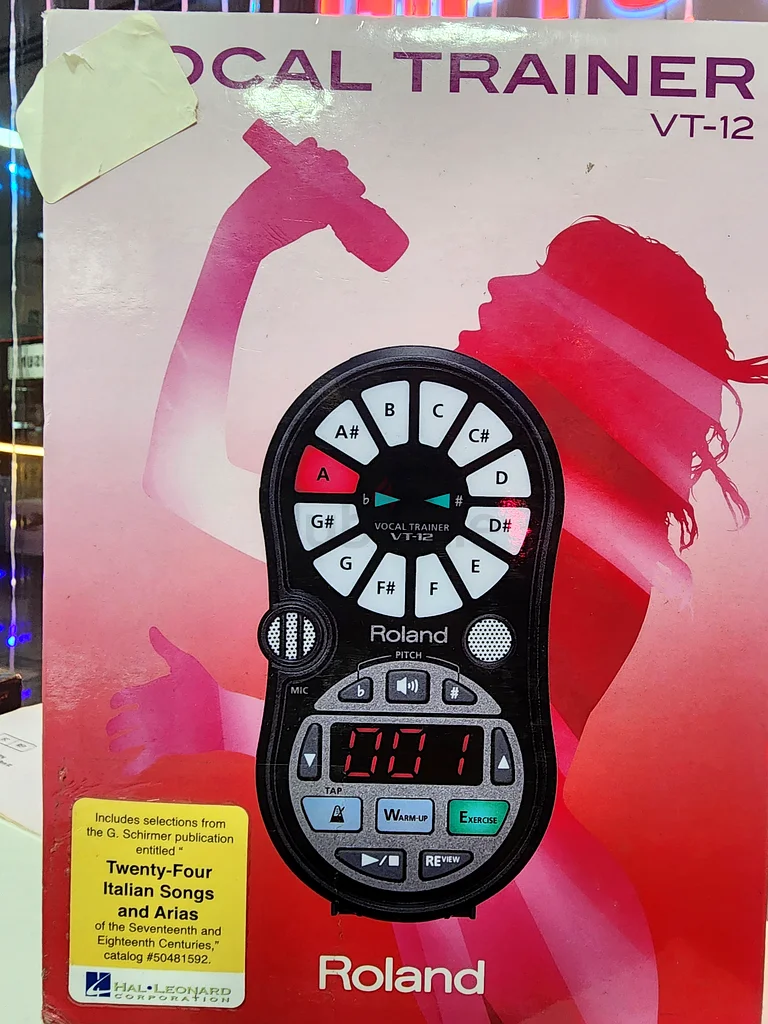 OCAL TRAINER
VT-12
B
C
A#
C#
A
D
♭
#
G#
D#
VOCAL TRAINER
VT-12
G
E
F#
F
Roland
PITCH
♭
#
MIC
001
TAP
WARM-UP
EXERCISE
REVIEW
Includes selections from
the G. Schirmer publication
entitled “
Twenty-Four
Italian Songs
and Arias
of the Seventeenth and
Eighteenth Centuries,”
catalog #50481592.
HAL•LEONARD
CORPORATION
Roland